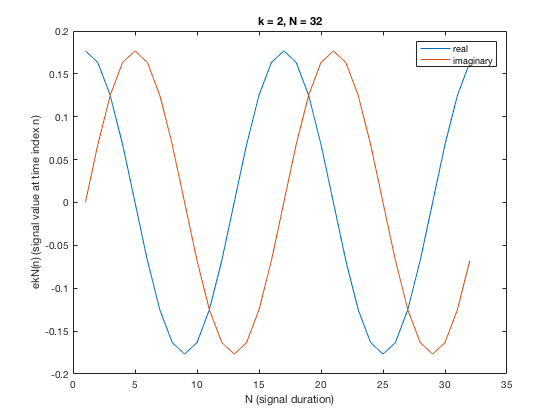 k = 2, N = 32
real
imaginary
0.2
0.15
0.1
0.05
0
-0.05
-0.1
-0.15
-0.2
ekN(n) (signal value at time index n)
0 5 10 15 20 25 30 35
N (signal duration)